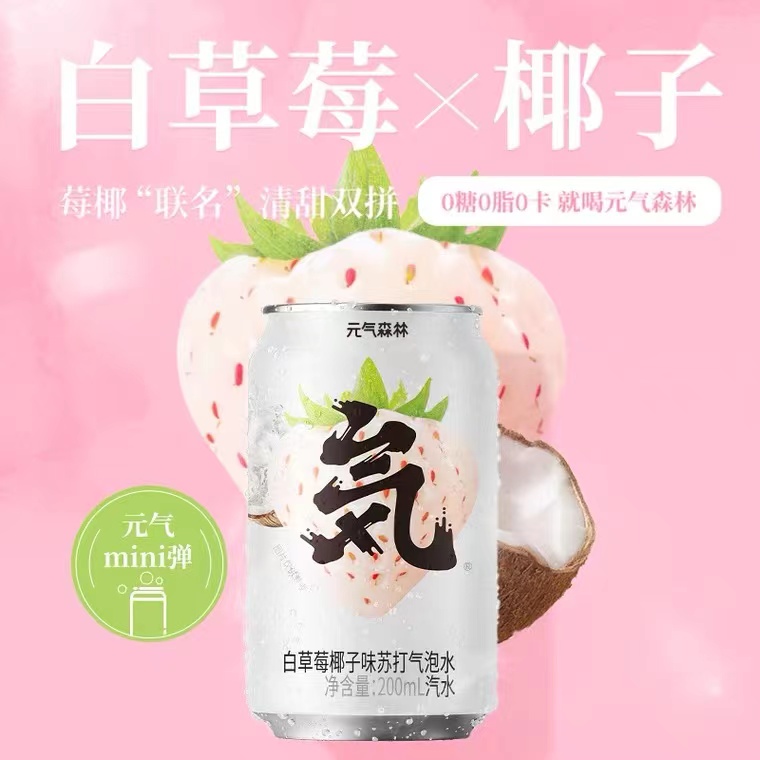 白草莓×椰子
莓椰“联名”清甜双拼
0糖0脂0卡 就喝元气森林
元气森林
気
®
元气
mini弹
白草莓椰子味苏打气泡水
净含量:200mL汽水